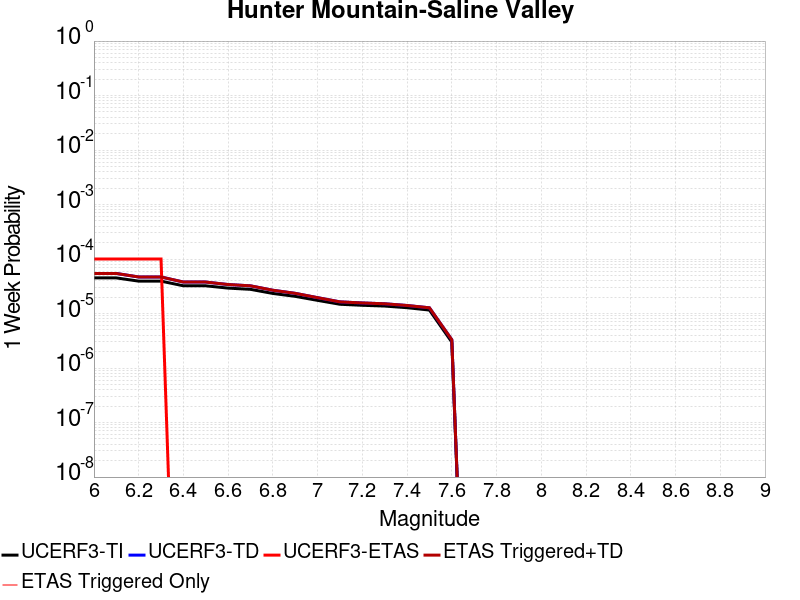 Hunter Mountain-Saline Valley
1 Week Probability
10^0
10^-1
10^-2
10^-3
10^-4
10^-5
10^-6
10^-7
10^-8
6 6.2 6.4 6.6 6.8 7 7.2 7.4 7.6 7.8 8 8.2 8.4 8.6 8.8 9
Magnitude
UCERF3-TI UCERF3-TD UCERF3-ETAS ETAS Triggered+TD
ETAS Triggered Only